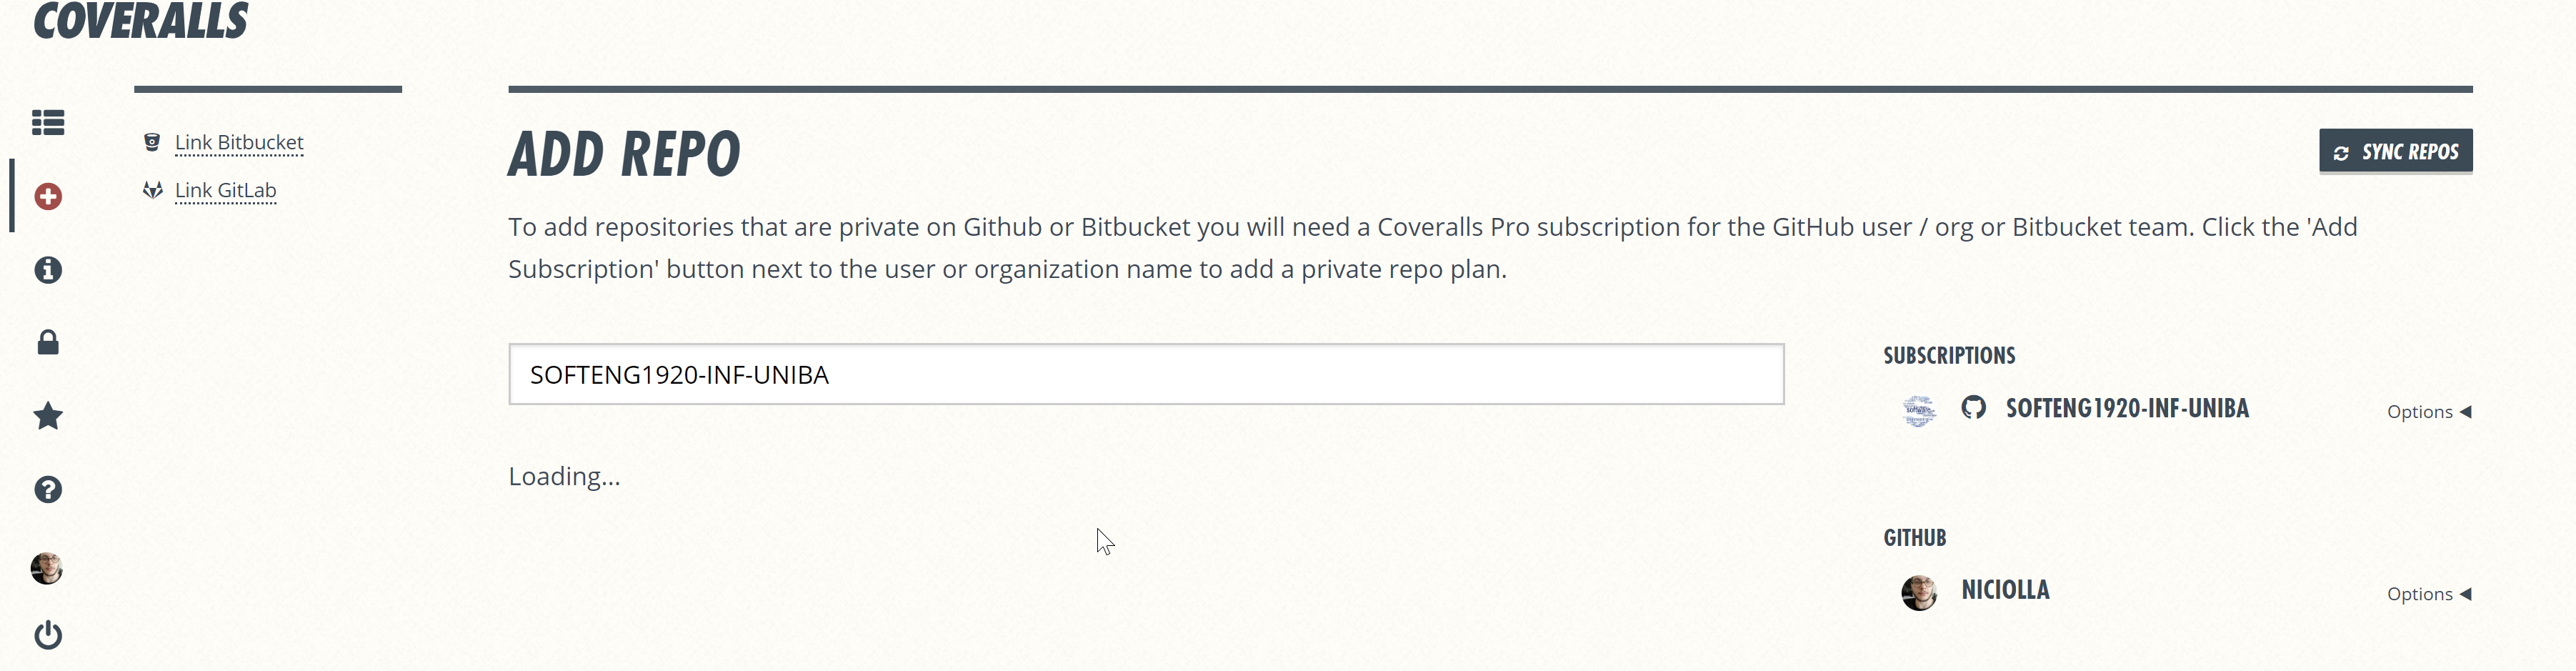 COVERALLS
Link Bitbucket
Link GitLab
ADD REPO
SYNC REPOS
To add repositories that are private on Github or Bitbucket you will need a Coveralls Pro subscription for the GitHub user / org or Bitbucket team. Click the 'Add
Subscription' button next to the user or organization name to add a private repo plan.
SOFTENG1920-INF-UNIBA
Loading...
SUBSCRIPTIONS
SOFTENG1920-INF-UNIBA
Options
GITHUB
NICIOLLA
Options